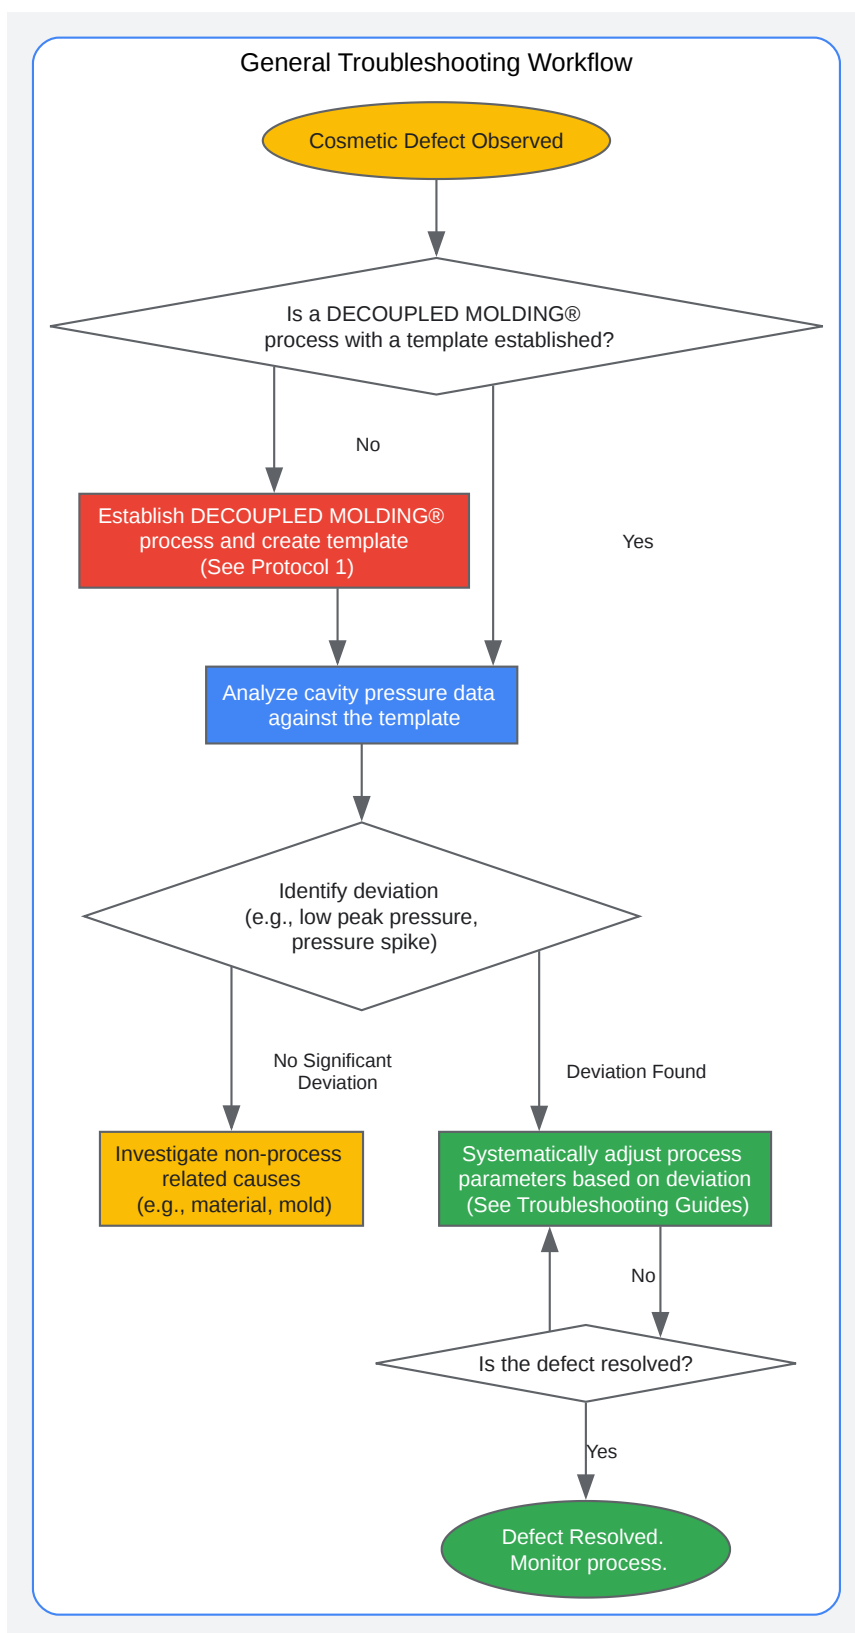 General Troubleshooting Workflow
Cosmetic Defect Observed
Is a DECOUPLED MOLDING®
process with a template established?
No
Establish DECOUPLED MOLDING®
process and create template
(See Protocol 1)
Yes
Analyze cavity pressure data
against the template
Identify deviation
(e.g., low peak pressure,
pressure spike)
No Significant
Deviation
Deviation Found
Investigate non-process
related causes
(e.g., material, mold)
Systematically adjust process
parameters based on deviation
(See Troubleshooting Guides)
No
Is the defect resolved?
Yes
Defect Resolved.
Monitor process.